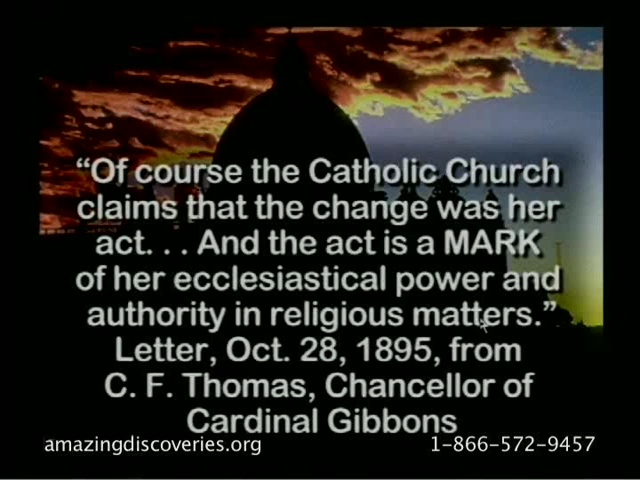 “Of course the Catholic Church
claims that the change was her
act. . . And the act is a MARK
of her ecclesiastical power and
authority in religious matters.”
Letter, Oct. 28, 1895, from
C. F. Thomas, Chancellor of
Cardinal Gibbons
amazingdiscoveries.org 1-866-572-9457